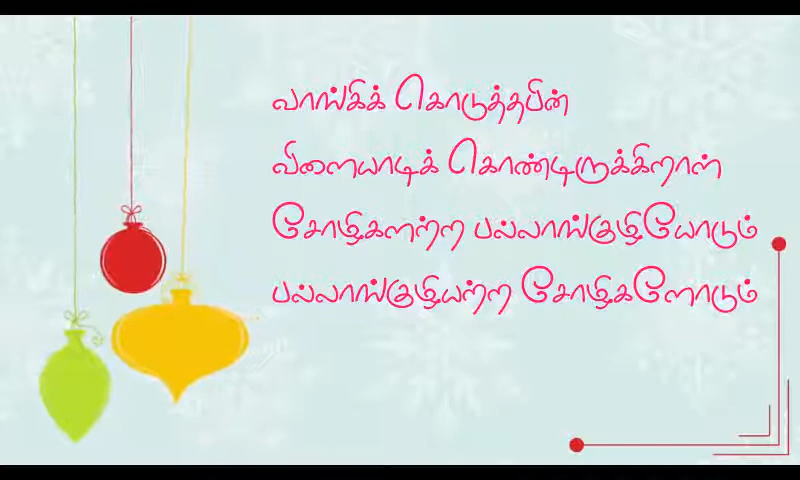 வாங்கிக் கொடுத்தபின்
விளையாடிக் கொண்டிருக்கிறாள்
சோழிகளற்ற பல்லாங்குழியோடும்
பல்லாங்குழியற்ற சோழிகளோடும்